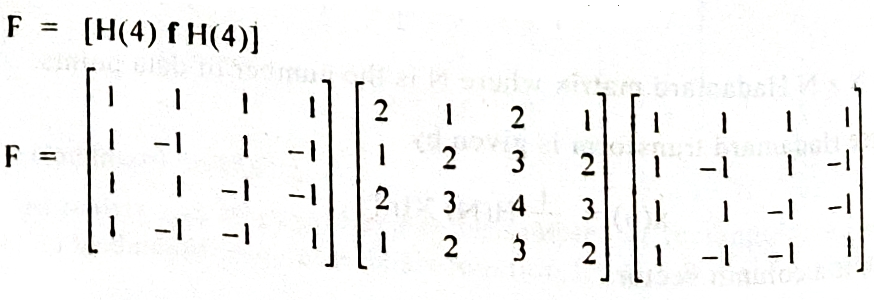 F = [H(4) f H(4)]
F = [1 1 1 1 [2 1 2 1 [1 1 1 1
1 -1 1 -1 1 2 3 2 1 -1 1 -1
1 1 -1 -1 2 3 4 3 1 1 -1 -1
1 -1 -1 1] 1 2 3 2] 1 -1 -1 1]